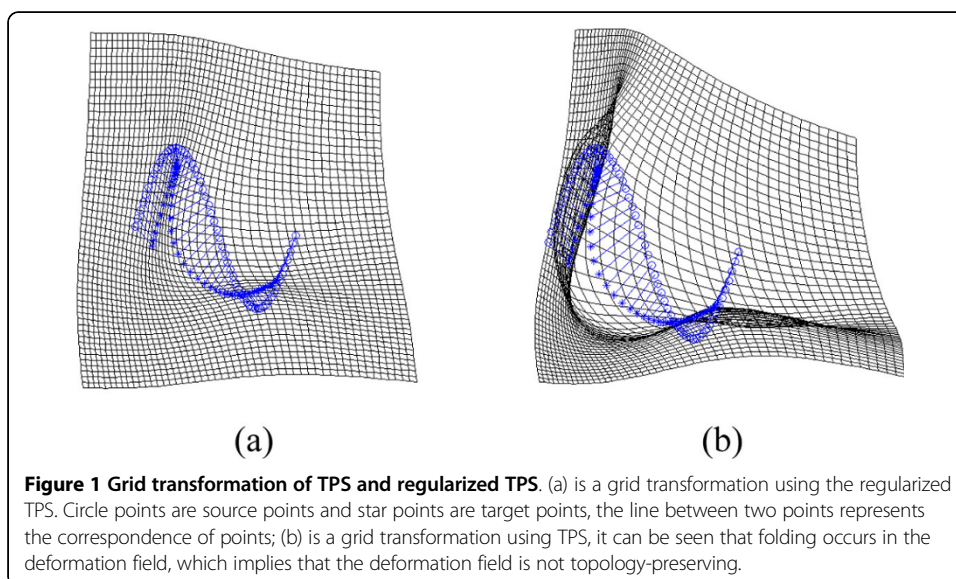 (a)
(b)
Figure 1 Grid transformation of TPS and regularized TPS. (a) is a grid transformation using the regularized
TPS. Circle points are source points and star points are target points, the line between two points represents
the correspondence of points; (b) is a grid transformation using TPS, it can be seen that folding occurs in the
deformation field, which implies that the deformation field is not topology-preserving.